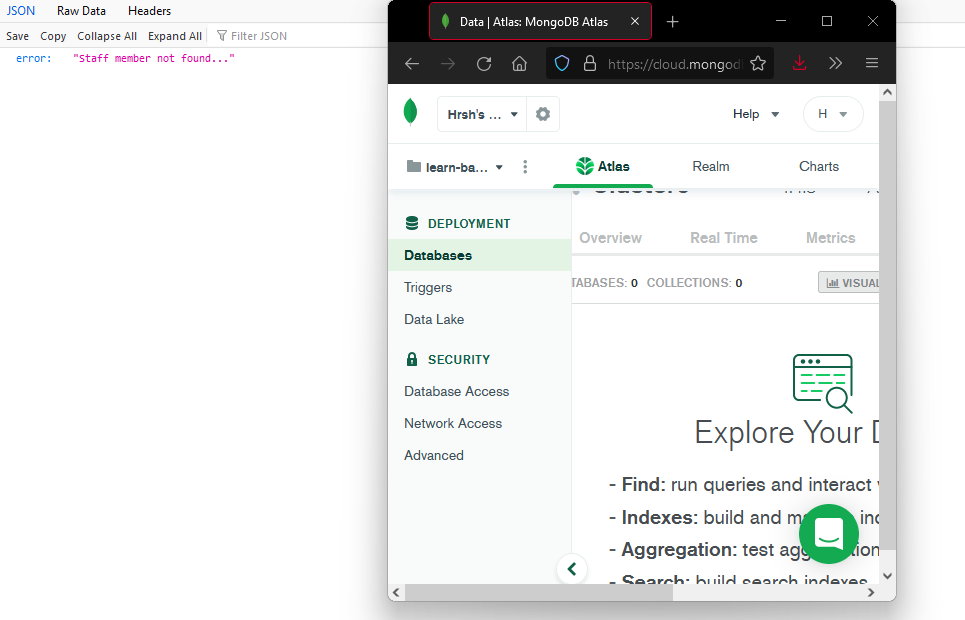 JSON Raw Data Headers
Save Copy Collapse All Expand All Filter JSON
error: "Staff member not found..."
Data | Atlas: MongoDB Atlas
https://cloud.mongod
Hrsh's ...
Help
H
learn-ba...
Atlas
Realm
Charts
DEPLOYMENT
Databases
Triggers
Data Lake
SECURITY
Database Access
Network Access
Advanced
Clusters
Overview Real Time Metrics
TABASES: 0 COLLECTIONS: 0
VISUAL
Explore Your D
- Find: run queries and interact
- Indexes: build and ma
- Aggregation: test agg
- Search: build search indexes